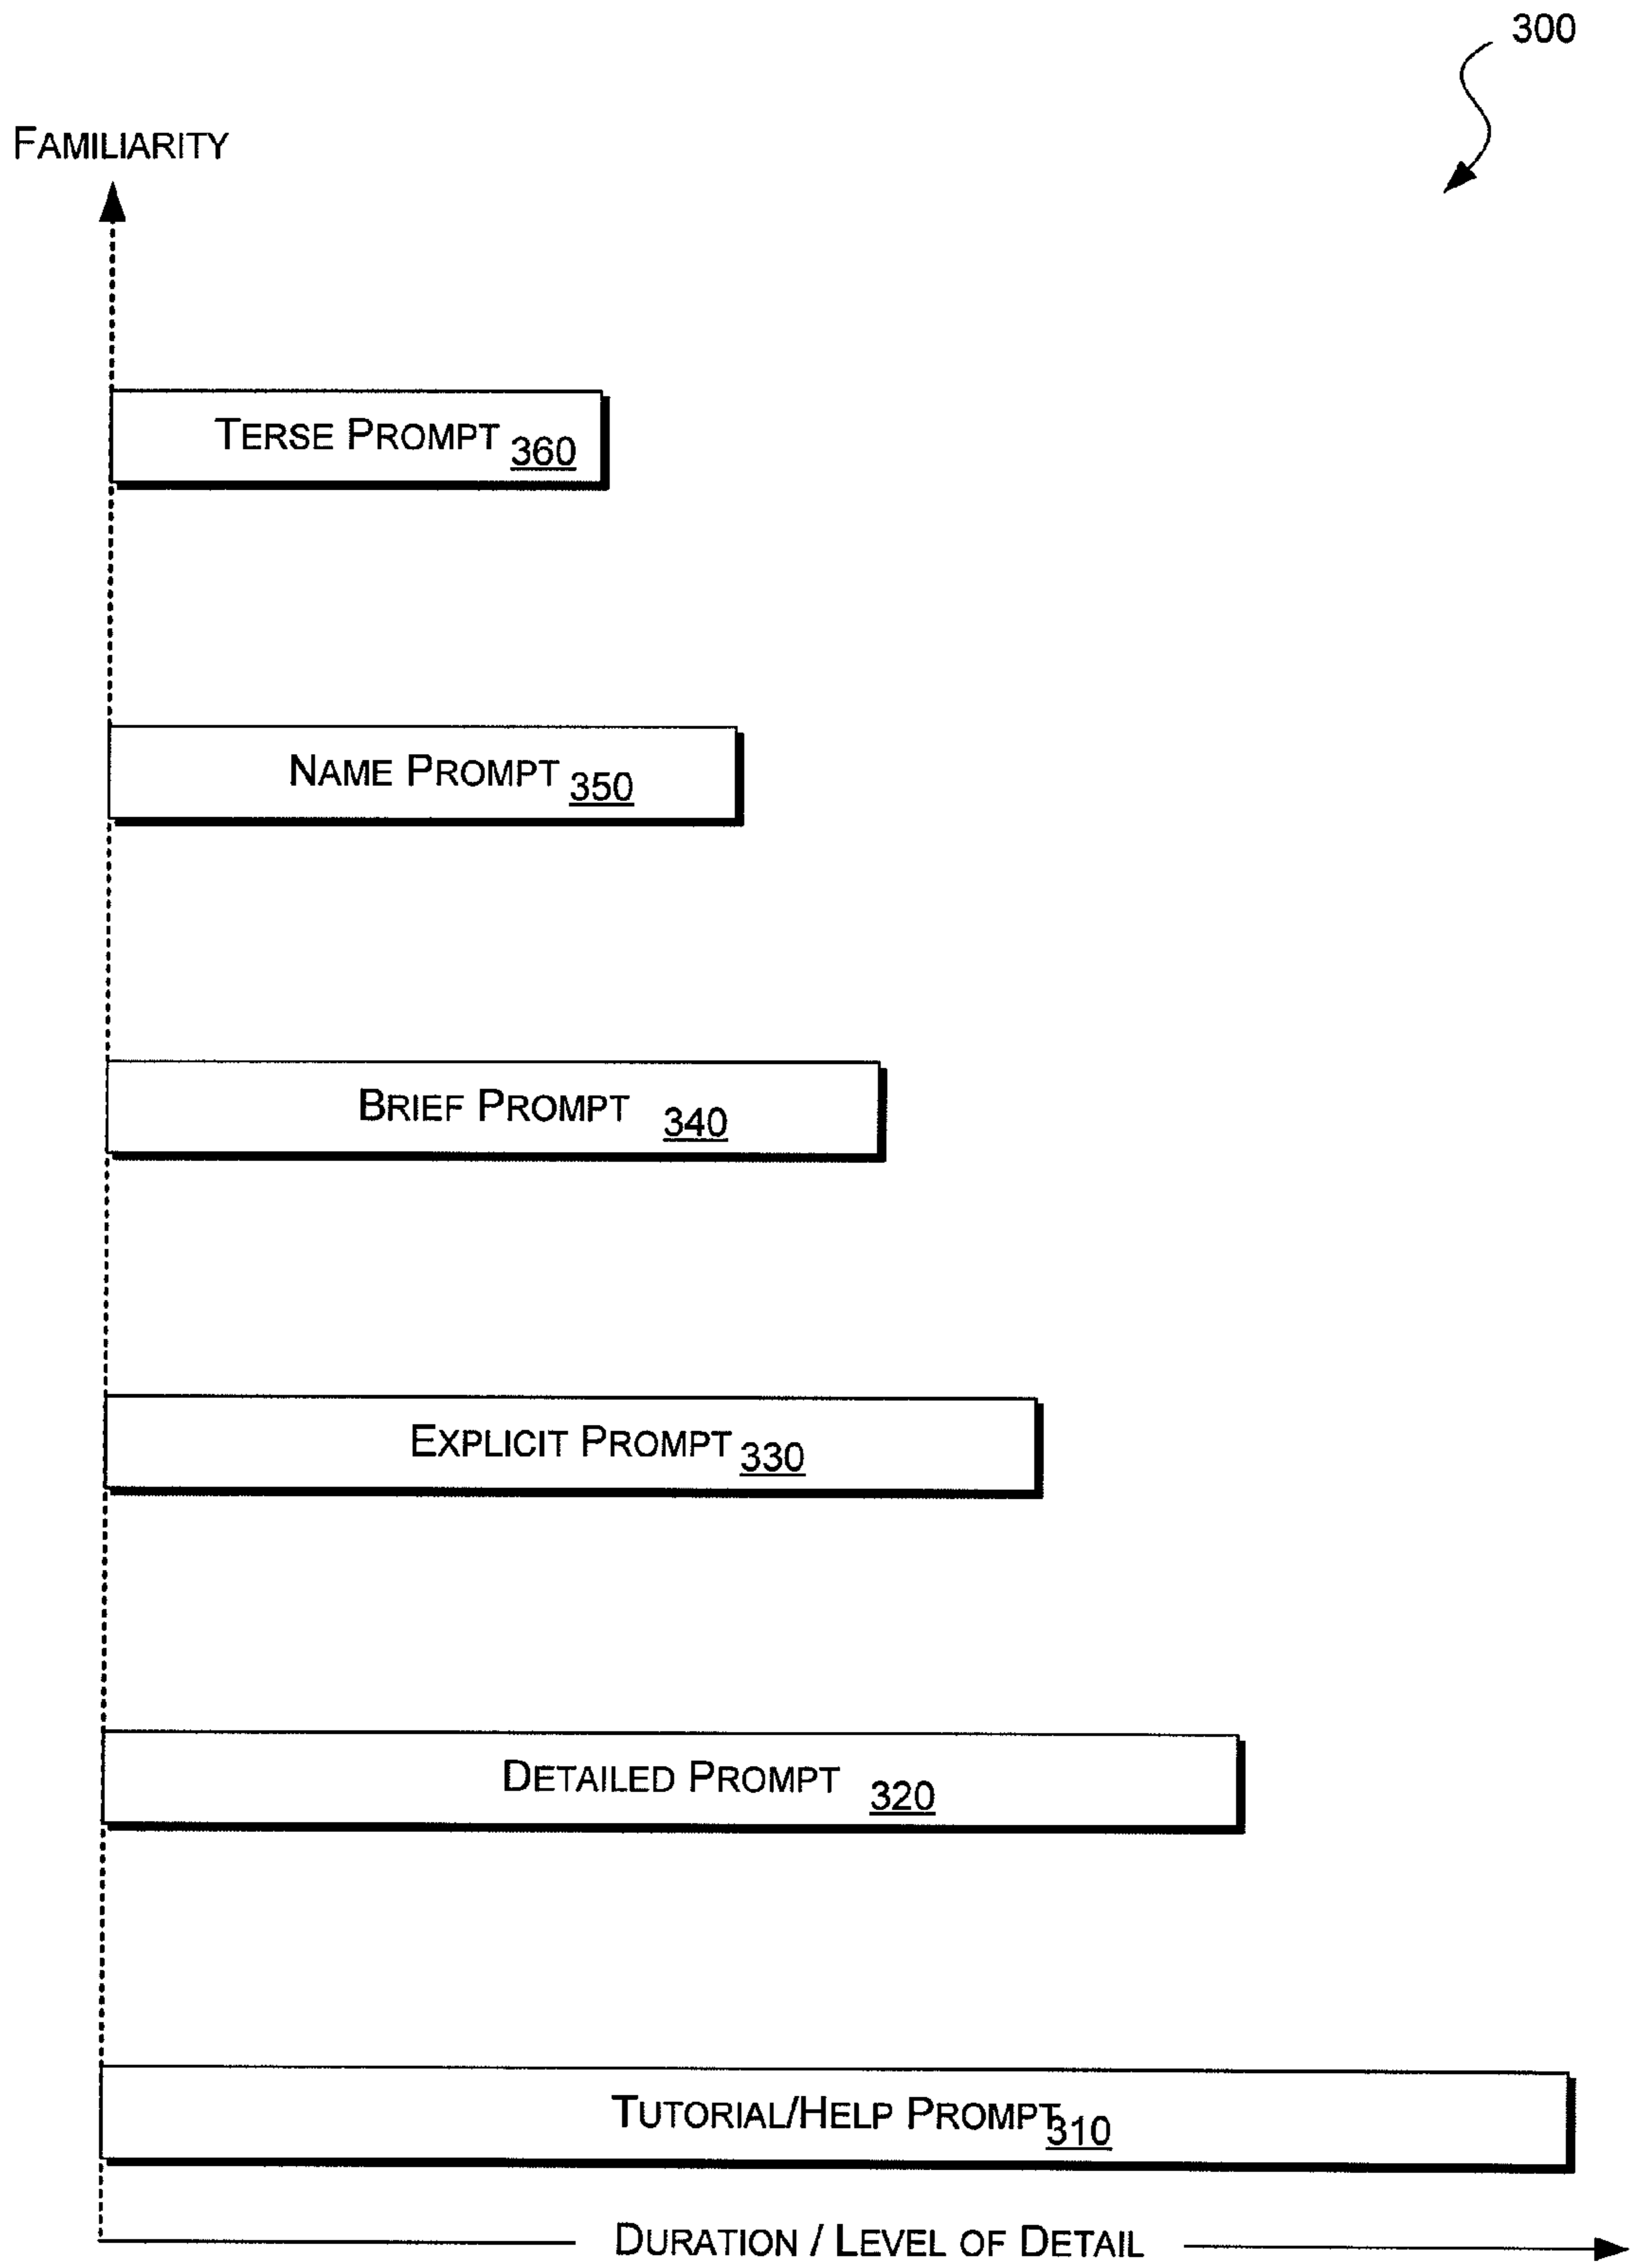 300
FAMILIARITY
TERSE PROMPT 360
NAME PROMPT 350
BRIEF PROMPT 340
EXPLICIT PROMPT 330
DETAILED PROMPT 320
TUTORIAL/HELP PROMPT 310
DURATION / LEVEL OF DETAIL